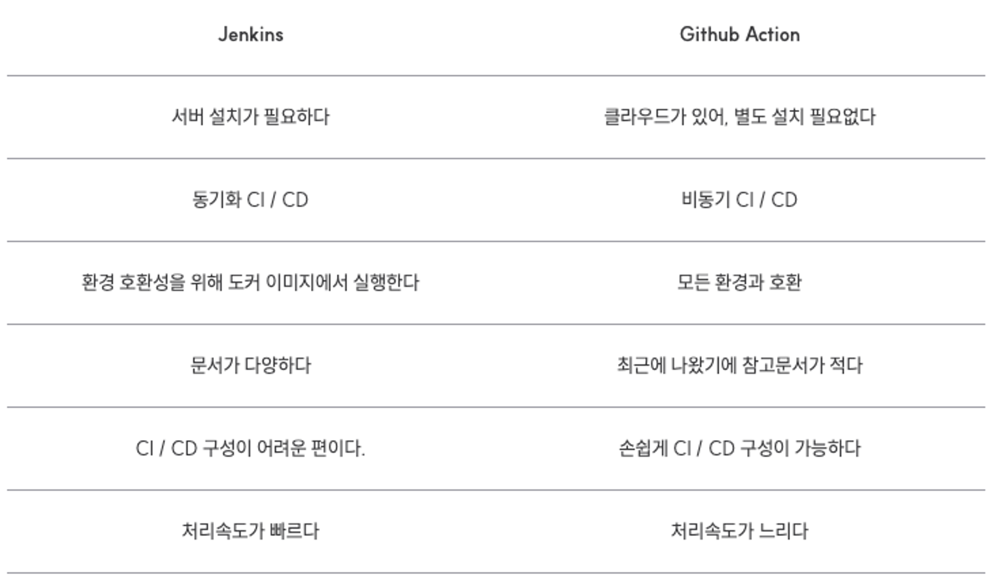 Jenkins Github Action
서버 설치가 필요하다 클라우드가 있어, 별도 설치 필요없다
동기화 CI / CD 비동기 CI / CD
환경 호환성을 위해 도커 이미지에서 실행한다 모든 환경과 호환
문서가 다양하다 최근에 나왔기에 참고문서가 적다
CI / CD 구성이 어려운 편이다. 손쉽게 CI / CD 구성이 가능하다
처리속도가 빠르다 처리속도가 느리다